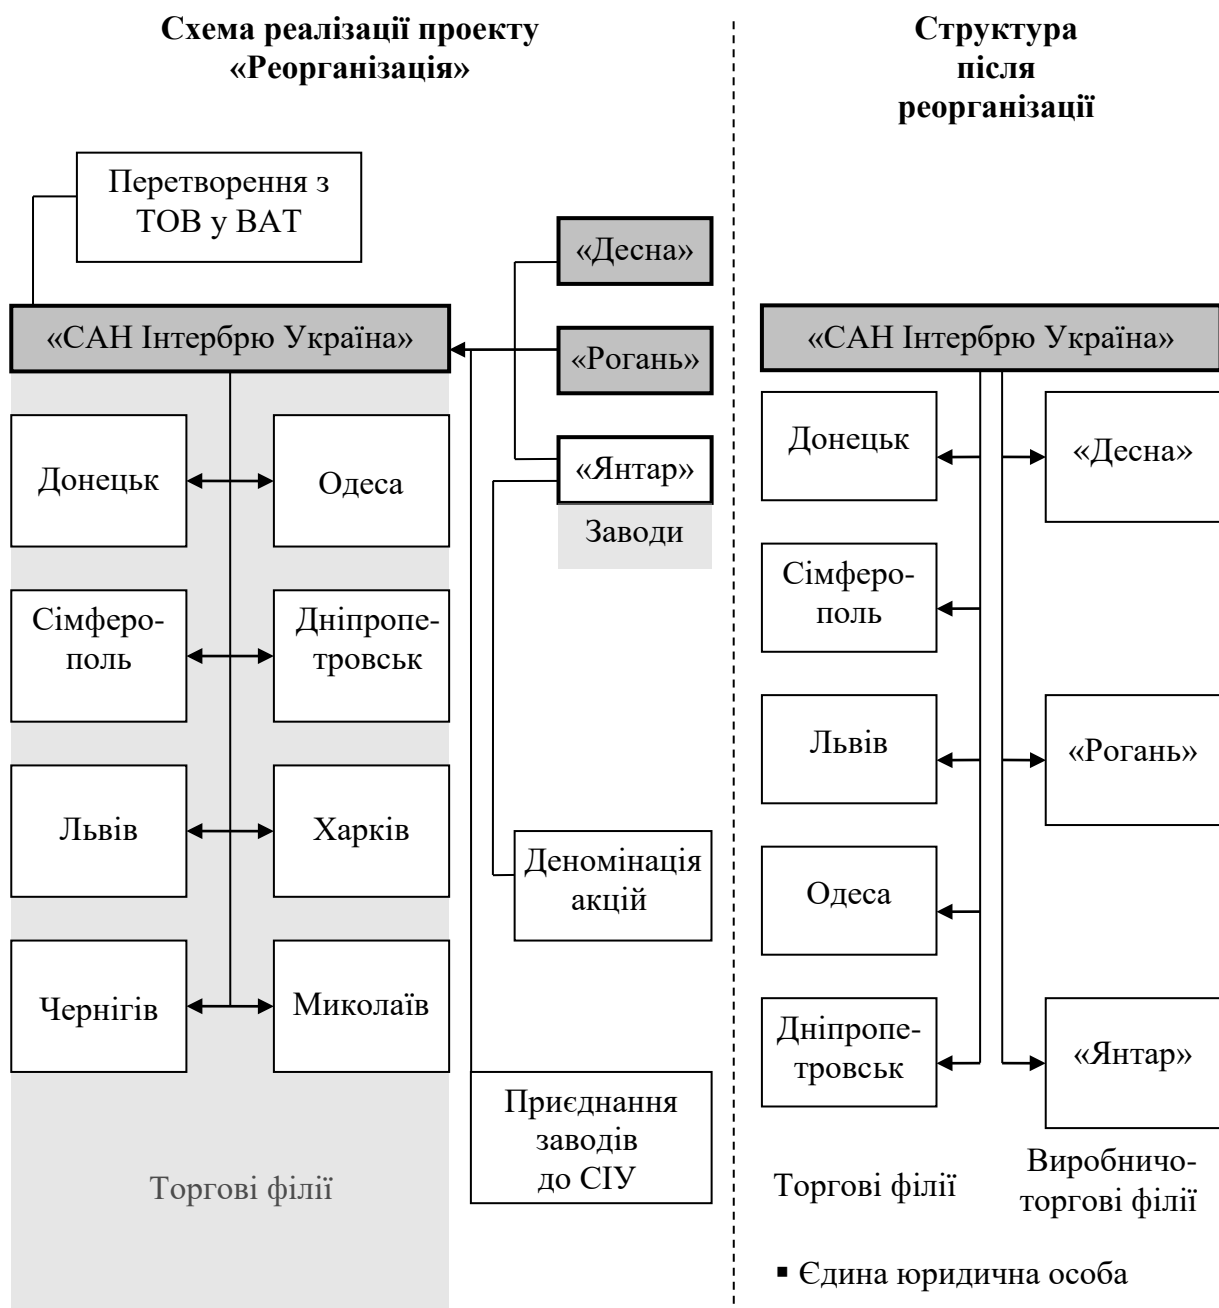 Схема реалізації проекту
«Реорганізація»
Перетворення з
ТОВ у ВАТ
«Десна»
«САН Інтербрю Україна»
«Рогань»
Донецьк
Одеса
«Янтар»
Заводи
Сімферо-
поль
Дніпропе-
тровськ
Львів
Харків
Деномінація
акцій
Чернігів
Миколаїв
Приєднання
заводів
до СІУ
Торгові філії
Структура
після
реорганізації
«САН Інтербрю Україна»
Донецьк
«Десна»
Сімферо-
поль
Львів
«Рогань»
Одеса
Дніпропе-
тровськ
«Янтар»
Торгові філії
Виробничо-
торгові філії
▪ Єдина юридична особа